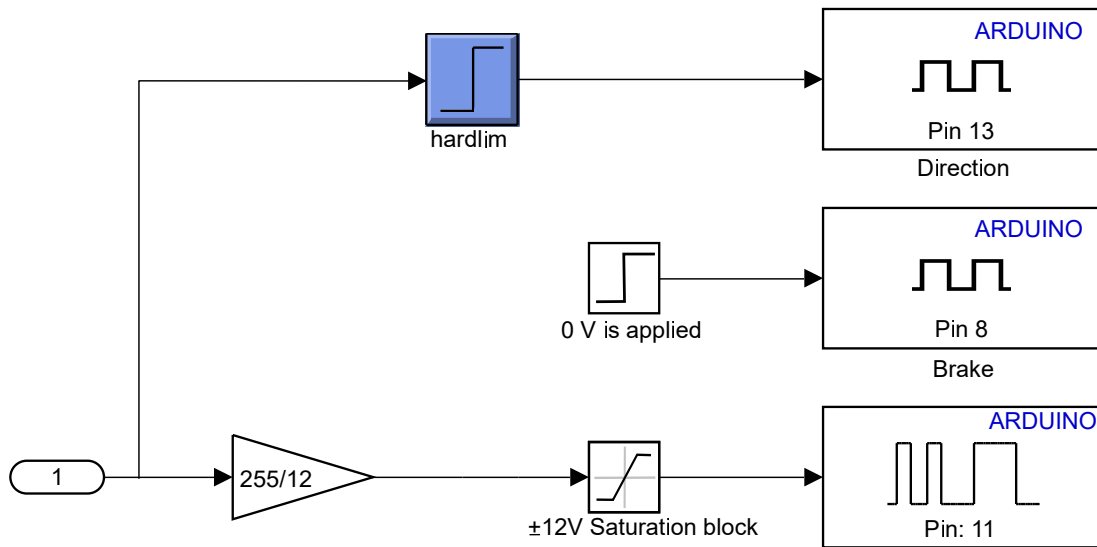 ARDUINO
Pin 13
hardlim
Direction
ARDUINO
Pin 8
0 V is applied
Brake
ARDUINO
1
255/12
Pin: 11
±12V Saturation block